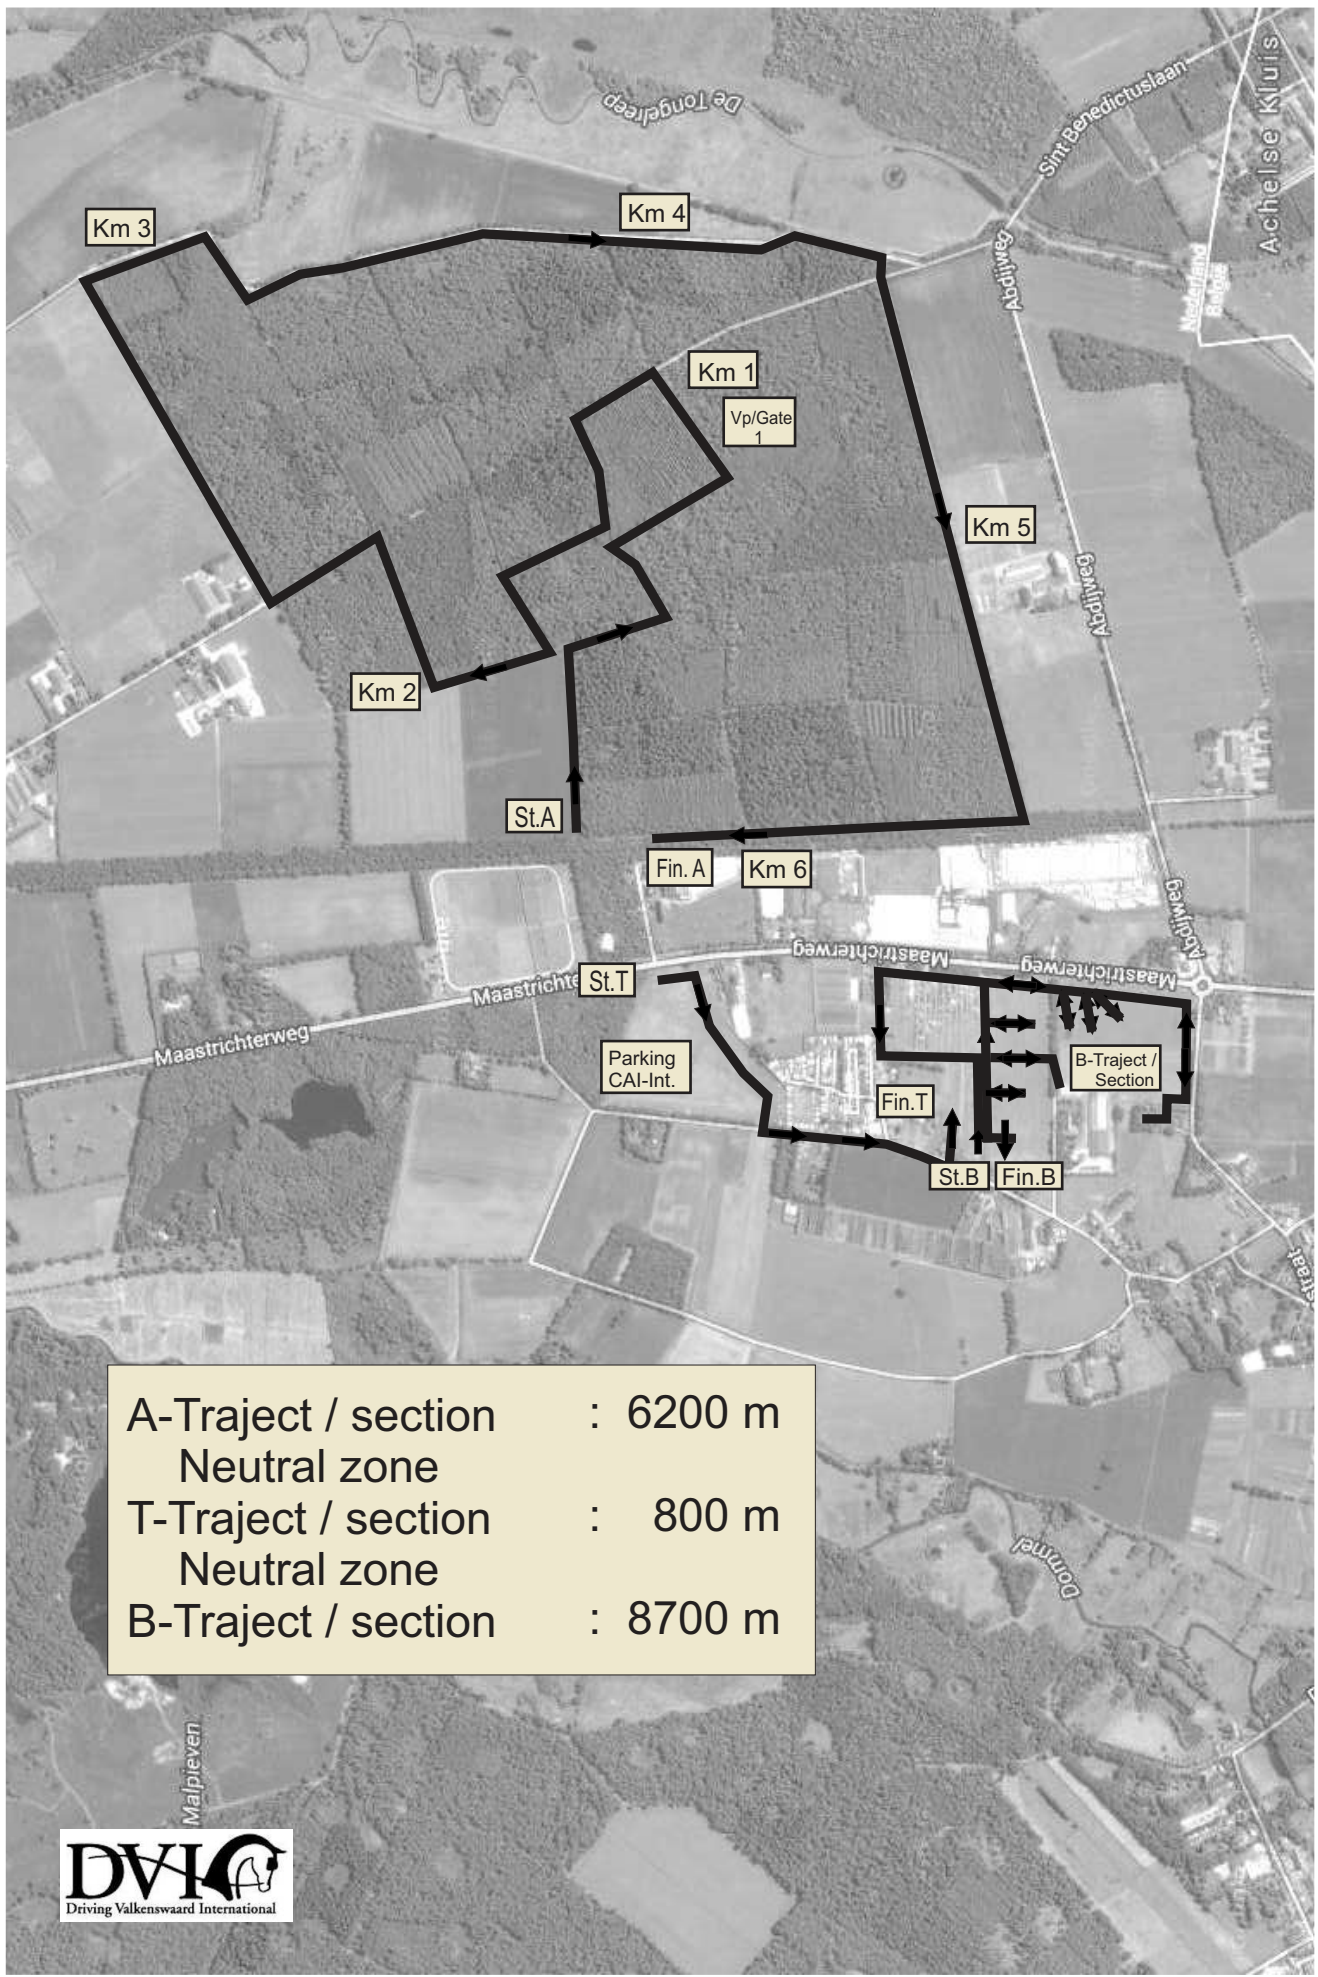 De Tongelreep
Sint Benedictuslaan
Achelse Kluis
Km 3
Km 4
Abdijweg
Nederland
België
Km 1
Vp/Gate
1
Km 5
Abdijweg
Km 2
St.A
Fin. A
Km 6
Abdijweg
Maastrichterweg
Maastrichterweg
St.T
Maastrichte
Maastrichterweg
Parking
CAI-Int.
B-Traject /
Section
Fin.T
St.B
Fin.B
straat
A-Traject / section : 6200 m
Neutral zone
T-Traject / section : 800 m
Neutral zone
B-Traject / section : 8700 m
Dommel
Malpieven
DVI
Driving Valkenswaard International